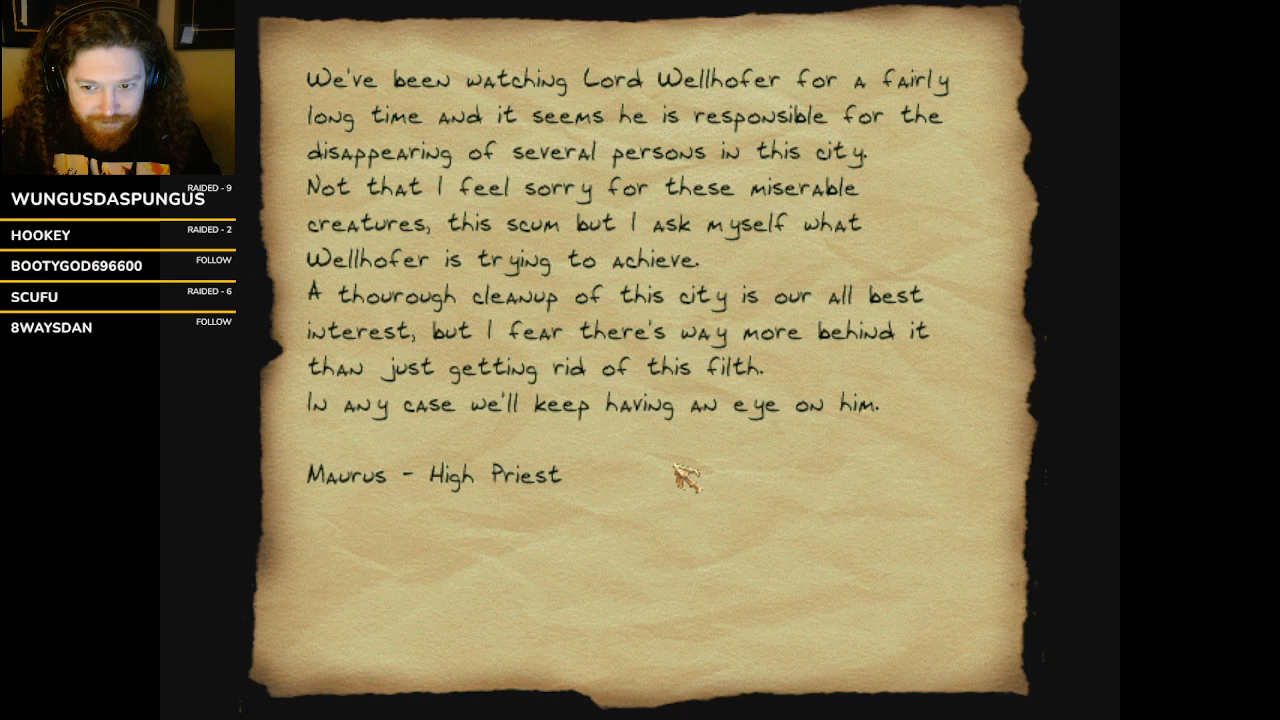 We've been watching Lord Wellhofer for a fairly
long time and it seems he is responsible for the
disappearing of several persons in this city.
Not that I feel sorry for these miserable
creatures, this scum but I ask myself what
Wellhofer is trying to achieve.
A thourough cleanup of this city is our all best
interest, but I fear there's way more behind it
than just getting rid of this filth.
In any case we'll keep having an eye on him.
Maurus - High Priest
RAIDED - 9
WUNGUSDASPUNGUS
RAIDED - 2
HOOKEY
FOLLOW
BOOTYGOD696600
RAIDED - 6
SCUFU
FOLLOW
8WAYSDAN